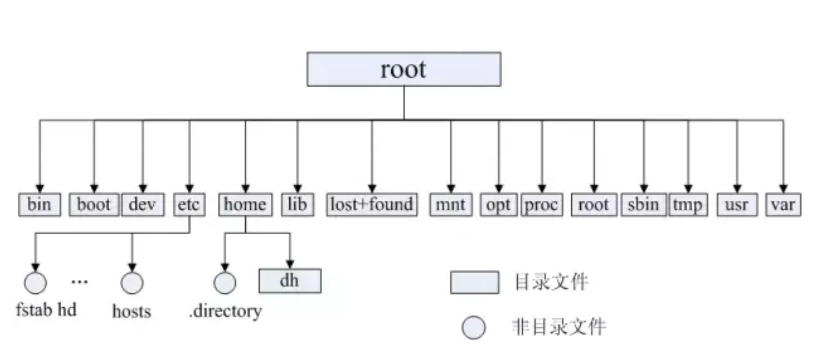 root
bin boot dev etc home lib lost+found mnt opt proc root sbin tmp usr var
... dh 目录文件
fstab hd hosts .directory 非目录文件